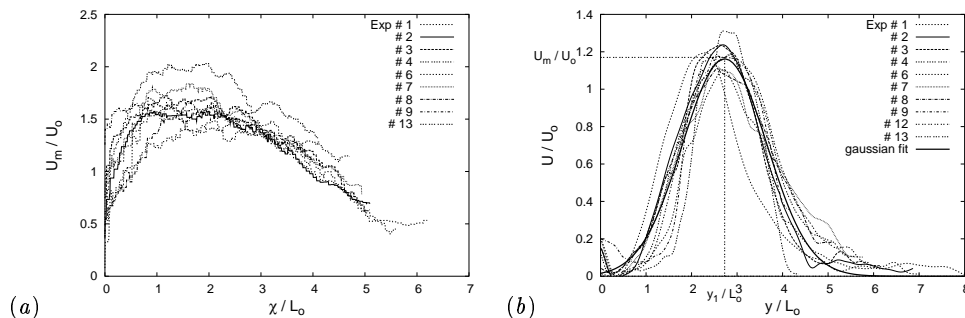 2.5
2
1.5
1
0.5
0
U_m / U_o
0 1 2 3 4 5 6 7
χ / L_o
Exp # 1
# 2
# 3
# 4
# 6
# 7
# 8
# 9
# 13
(a)
1.4
1.2
U_m / U_o
1.0
0.8
0.6
0.4
0.2
0
U / U_o
0 1 2 3 4 5 6 7 8
y_1 / L_o
y / L_o
Exp # 1
# 2
# 3
# 4
# 6
# 7
# 8
# 9
# 12
# 13
gaussian fit
(b)